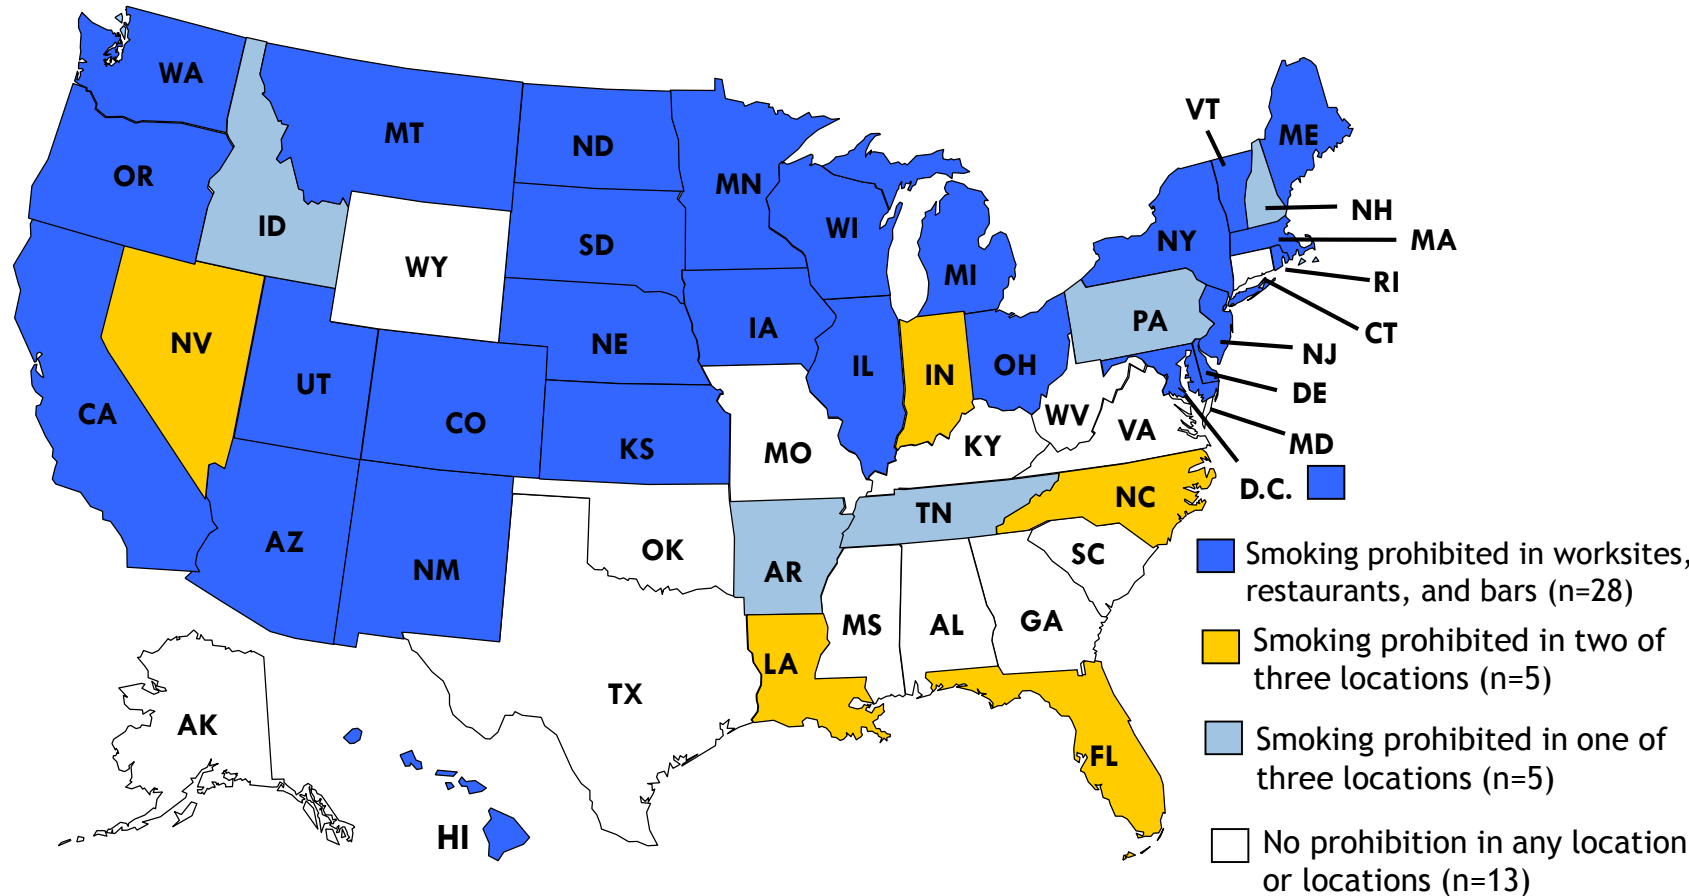 WA
MT
ND
MN
OR
ID
WY
SD
WI
MI
NY
VT
ME
NH
MA
RI
CT
NJ
DE
MD
D.C.
PA
NV
UT
CO
NE
IA
IL
IN
OH
CA
KS
MO
KY
WV
VA
AZ
NM
OK
AR
TN
NC
SC
TX
LA
MS
AL
GA
FL
AK
HI
Smoking prohibited in worksites,
restaurants, and bars (n=28)
Smoking prohibited in two of
three locations (n=5)
Smoking prohibited in one of
three locations (n=5)
No prohibition in any location
or locations (n=13)